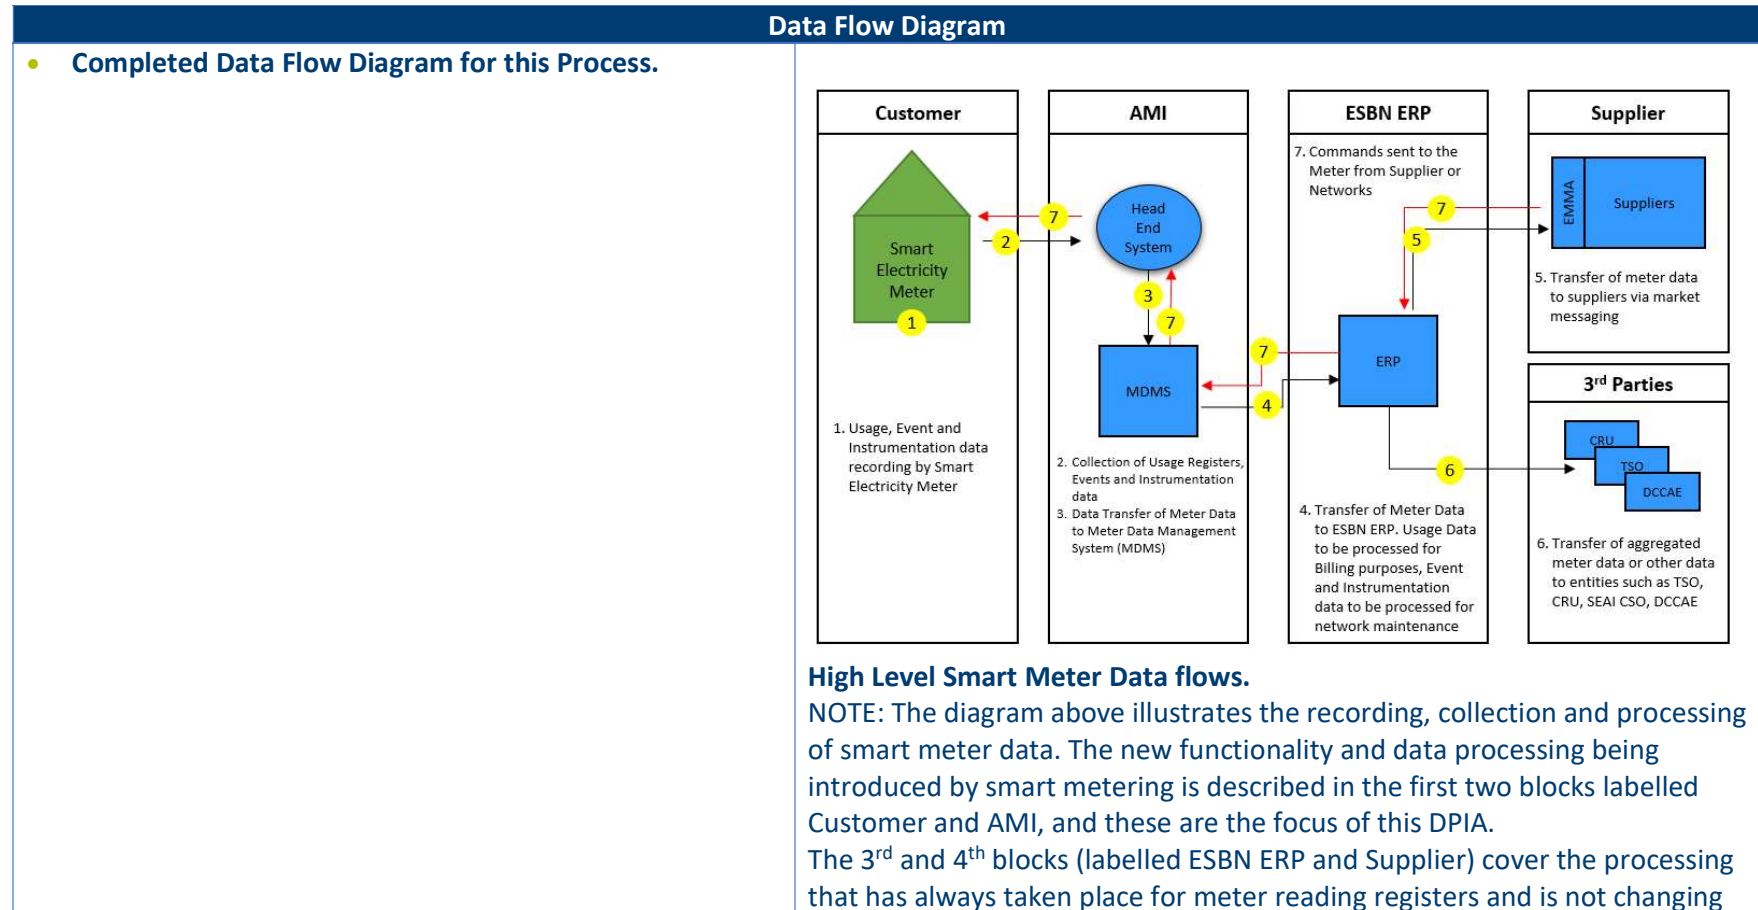 Data Flow Diagram
• Completed Data Flow Diagram for this Process.
Customer
Smart
Electricity
Meter
1
1. Usage, Event and
Instrumentation data
recording by Smart
Electricity Meter
7
2
AMI
Head
End
System
3
7
MDMS
2. Collection of Usage Registers,
Events and Instrumentation
data
3. Data Transfer of Meter Data
to Meter Data Management
System (MDMS)
7
4
ESBN ERP
7. Commands sent to the
Meter from Supplier or
Networks
7
5
ERP
6
4. Transfer of Meter Data
to ESBN ERP. Usage Data
to be processed for
Billing purposes, Event
and Instrumentation
data to be processed for
network maintenance
Supplier
EMMA
Suppliers
5. Transfer of meter data
to suppliers via market
messaging
3rd Parties
CRU
TSO
DCCAE
6. Transfer of aggregated
meter data or other data
to entities such as TSO,
CRU, SEAI CSO, DCCAE
High Level Smart Meter Data flows.
NOTE: The diagram above illustrates the recording, collection and processing
of smart meter data. The new functionality and data processing being
introduced by smart metering is described in the first two blocks labelled
Customer and AMI, and these are the focus of this DPIA.
The 3rd and 4th blocks (labelled ESBN ERP and Supplier) cover the processing
that has always taken place for meter reading registers and is not changing